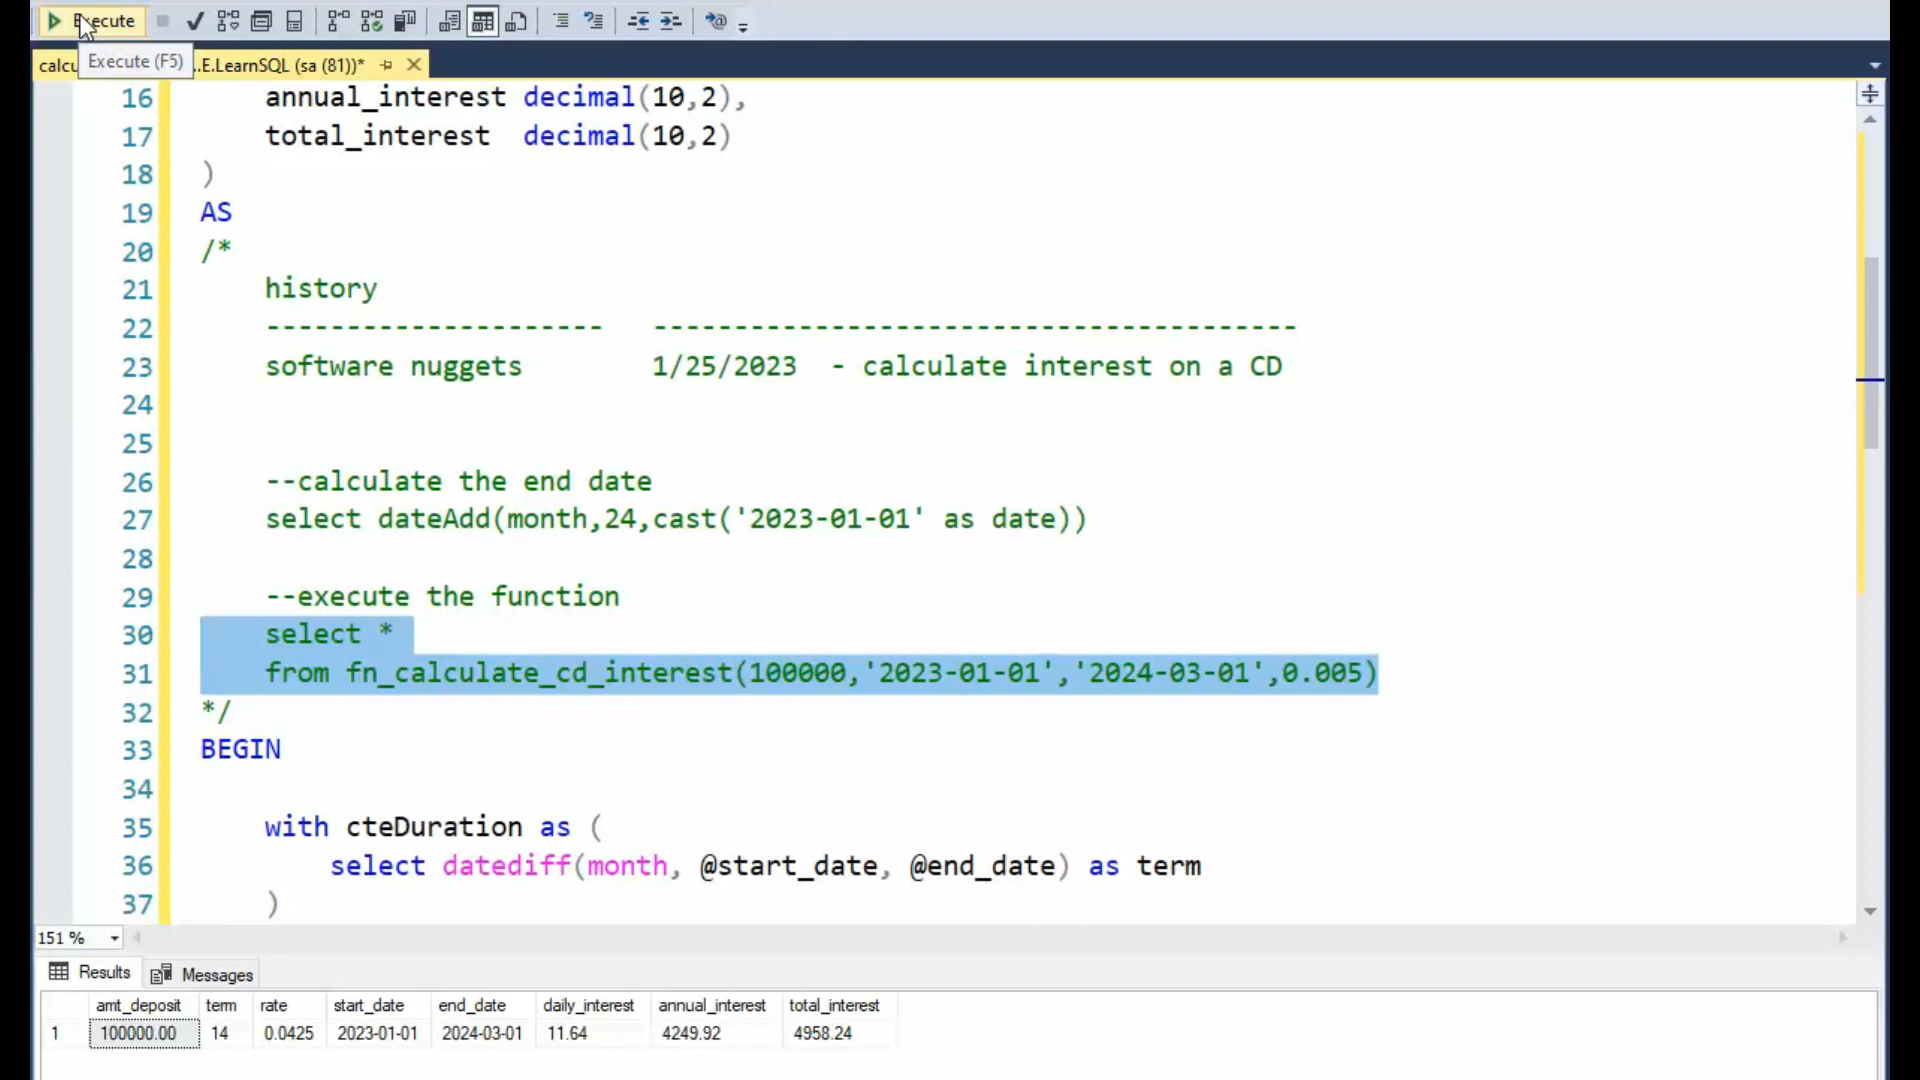 Execute
calcu
Execute (F5)
..E.LearnSQL (sa (81))*
16 annual_interest decimal(10,2),
17 total_interest decimal(10,2)
18 )
19 AS
20 /*
21 history
22 --------------------- ----------------------------------------
23 software nuggets 1/25/2023 - calculate interest on a CD
24
25
26 --calculate the end date
27 select dateAdd(month,24,cast('2023-01-01' as date))
28
29 --execute the function
30 select *
31 from fn_calculate_cd_interest(100000,'2023-01-01','2024-03-01',0.005)
32 */
33 BEGIN
34
35 with cteDuration as (
36 select datediff(month, @start_date, @end_date) as term
37 )
151 %
Results Messages
amt_deposit term rate start_date end_date daily_interest annual_interest total_interest
1 100000.00 14 0.0425 2023-01-01 2024-03-01 11.64 4249.92 4958.24